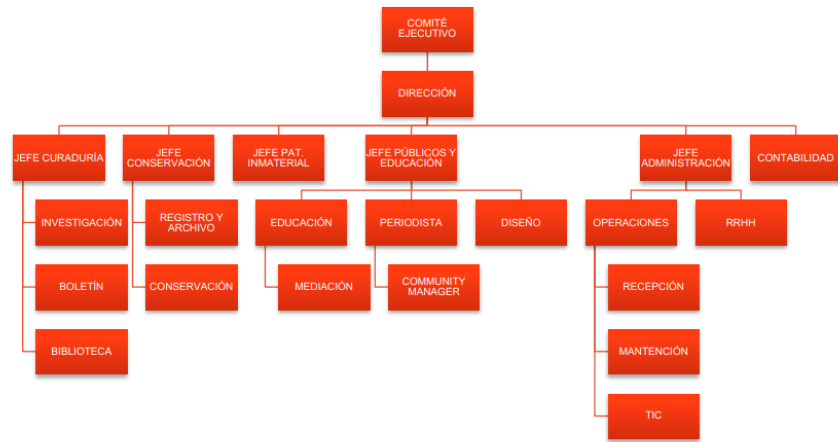 COMITÉ
EJECUTIVO
DIRECCIÓN
JEFE CURADURÍA
JEFE
CONSERVACIÓN
JEFE PAT.
INMATERIAL
JEFE PÚBLICOS Y
EDUCACIÓN
JEFE
ADMINISTRACIÓN
CONTABILIDAD
INVESTIGACIÓN
REGISTRO Y
ARCHIVO
EDUCACIÓN
PERIODISTA
DISEÑO
OPERACIONES
RRHH
BOLETÍN
CONSERVACIÓN
MEDIACIÓN
COMMUNITY
MANAGER
RECEPCIÓN
BIBLIOTECA
MANTENCIÓN
TIC